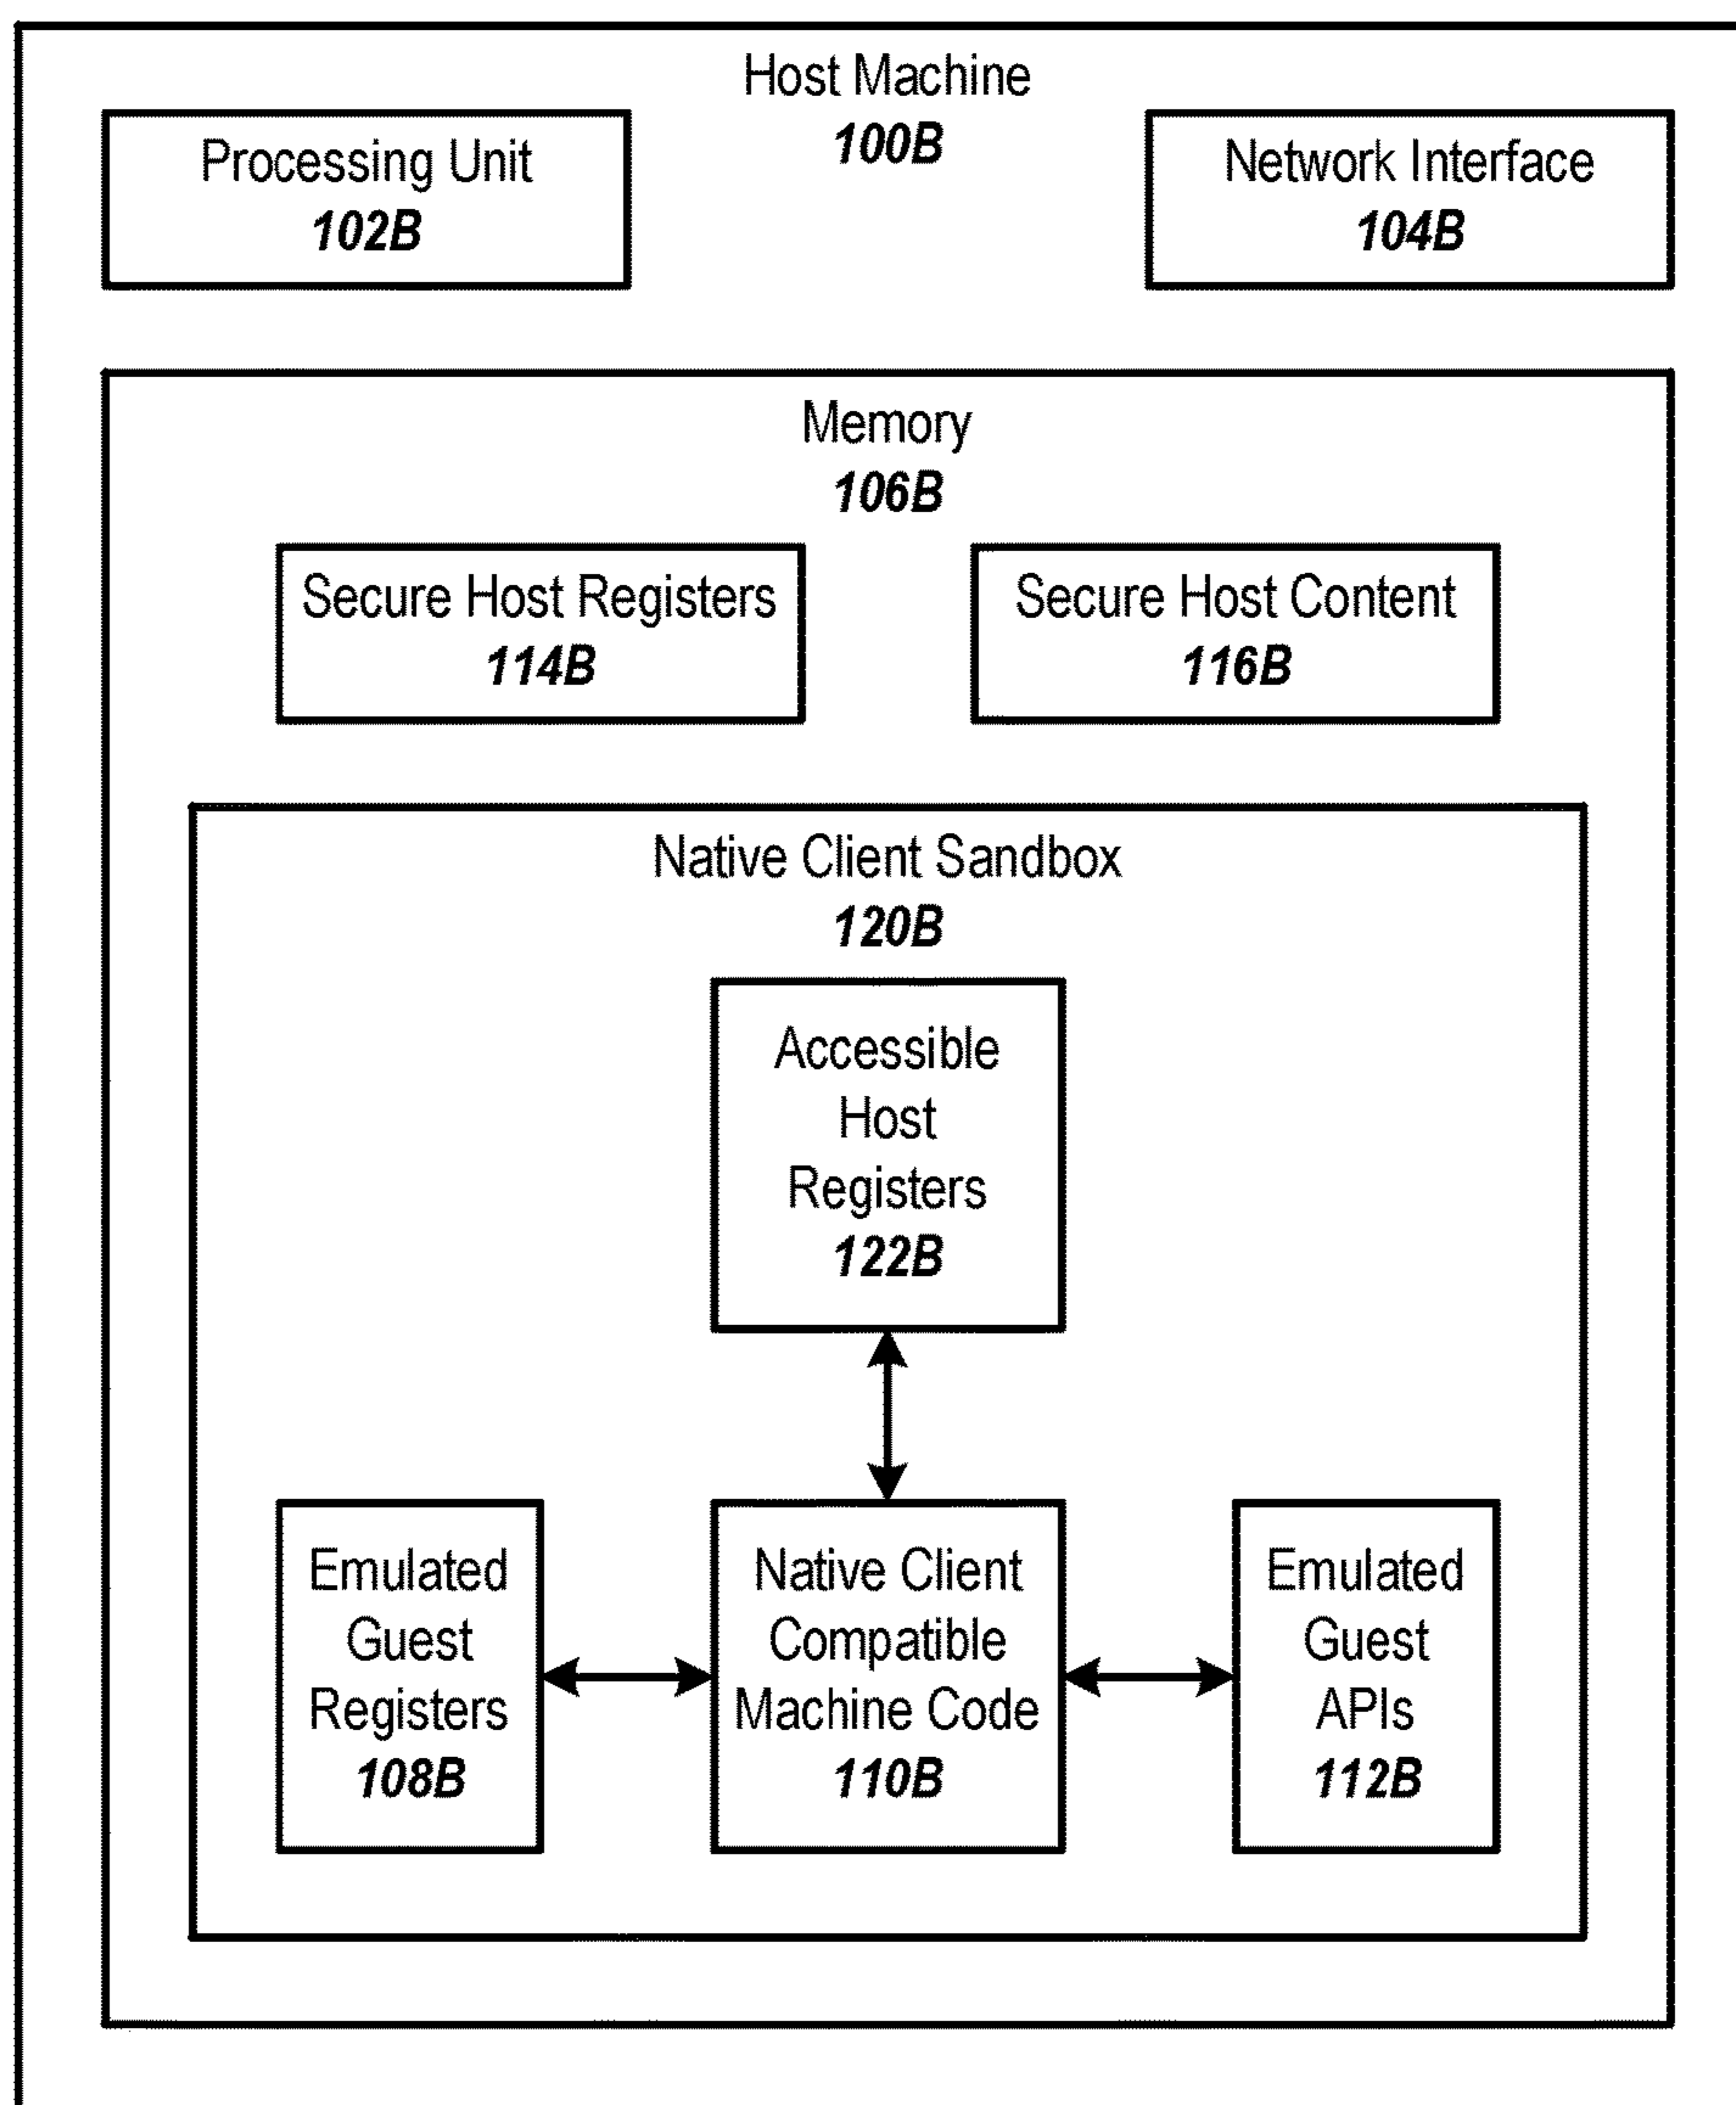 Host Machine
100B
Processing Unit
102B
Network Interface
104B
Memory
106B
Secure Host Registers
114B
Secure Host Content
116B
Native Client Sandbox
120B
Accessible
Host
Registers
122B
Emulated
Guest
Registers
108B
Native Client
Compatible
Machine Code
110B
Emulated
Guest
APIs
112B